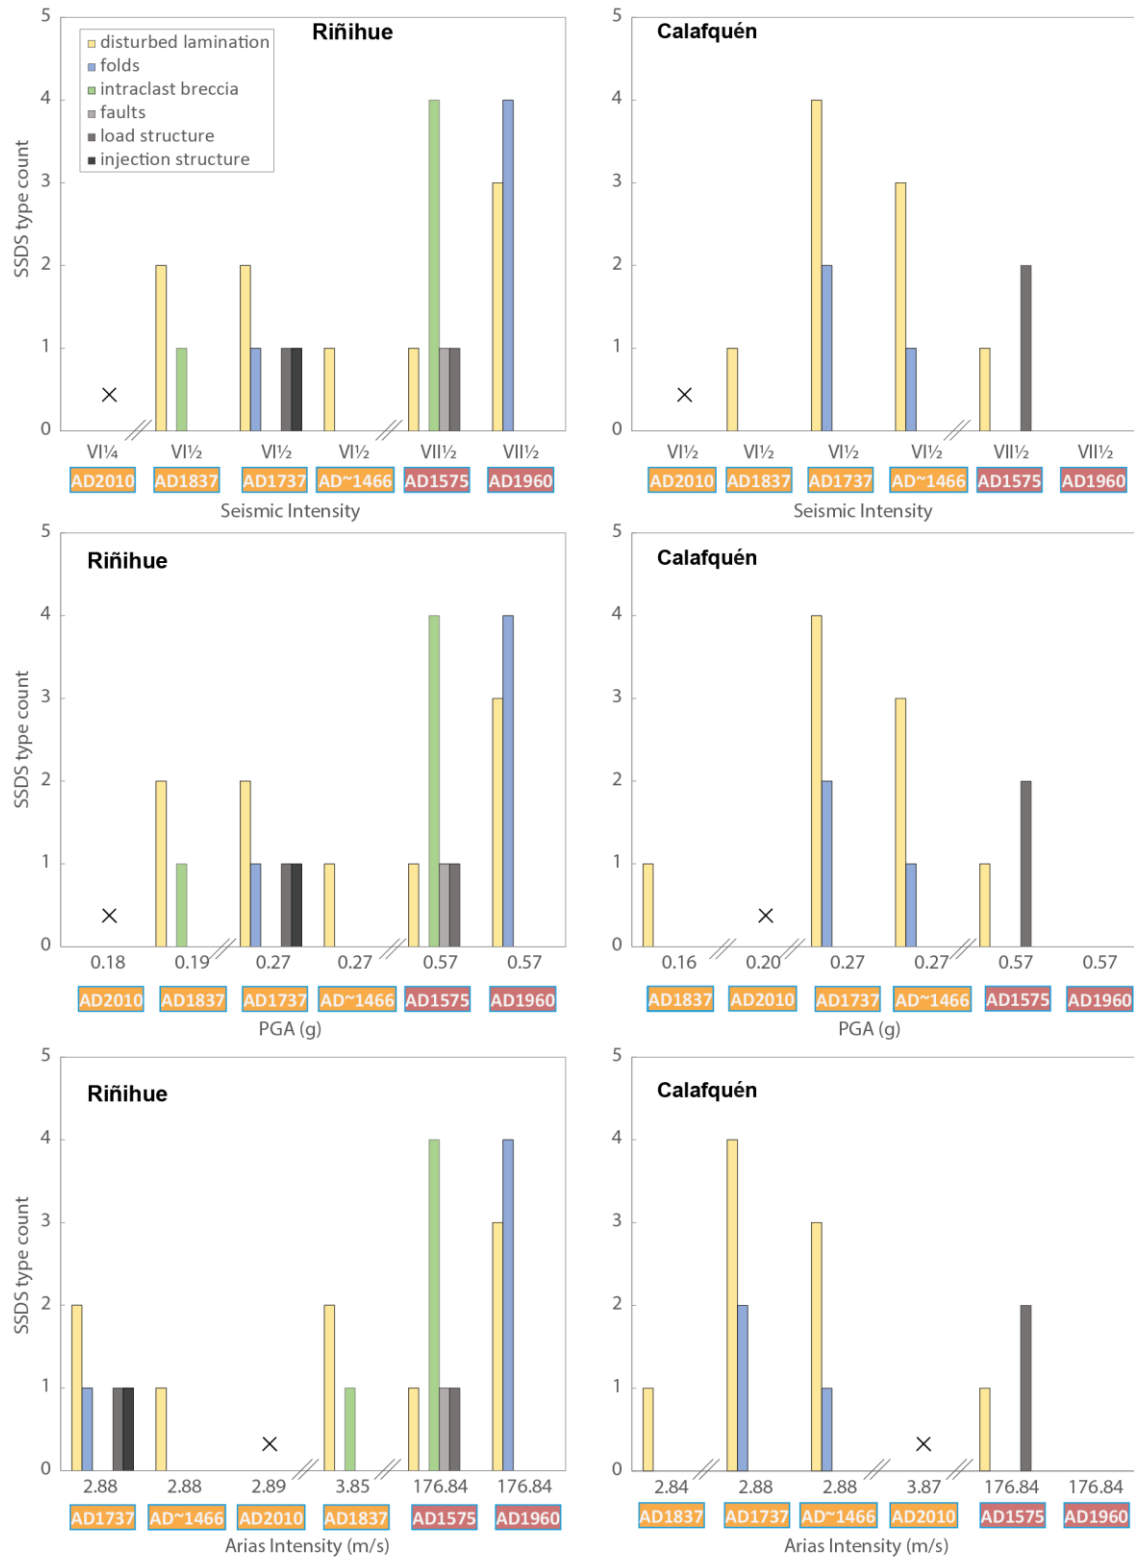 Riñihue
5
disturbed lamination
folds
intraclast breccia
faults
load structure
injection structure
4
3
2
1
0
SSDS type count
VI¼ VI½ VI½ VI½ VII½ VII½
AD2010 AD1837 AD1737 AD~1466 AD1575 AD1960
Seismic Intensity
Calafquén
5
4
3
2
1
0
VI½ VI½ VI½ VI½ VII½ VII½
AD2010 AD1837 AD1737 AD~1466 AD1575 AD1960
Seismic Intensity
Riñihue
5
4
3
2
1
0
SSDS type count
0.18 0.19 0.27 0.27 0.57 0.57
AD2010 AD1837 AD1737 AD~1466 AD1575 AD1960
PGA (g)
Calafquén
5
4
3
2
1
0
0.16 0.20 0.27 0.27 0.57 0.57
AD1837 AD2010 AD1737 AD~1466 AD1575 AD1960
PGA (g)
Riñihue
5
4
3
2
1
0
SSDS type count
2.88 2.88 2.89 3.85 176.84 176.84
AD1737 AD~1466 AD2010 AD1837 AD1575 AD1960
Arias Intensity (m/s)
Calafquén
5
4
3
2
1
0
2.84 2.88 2.88 3.87 176.84 176.84
AD1837 AD1737 AD~1466 AD2010 AD1575 AD1960
Arias Intensity (m/s)